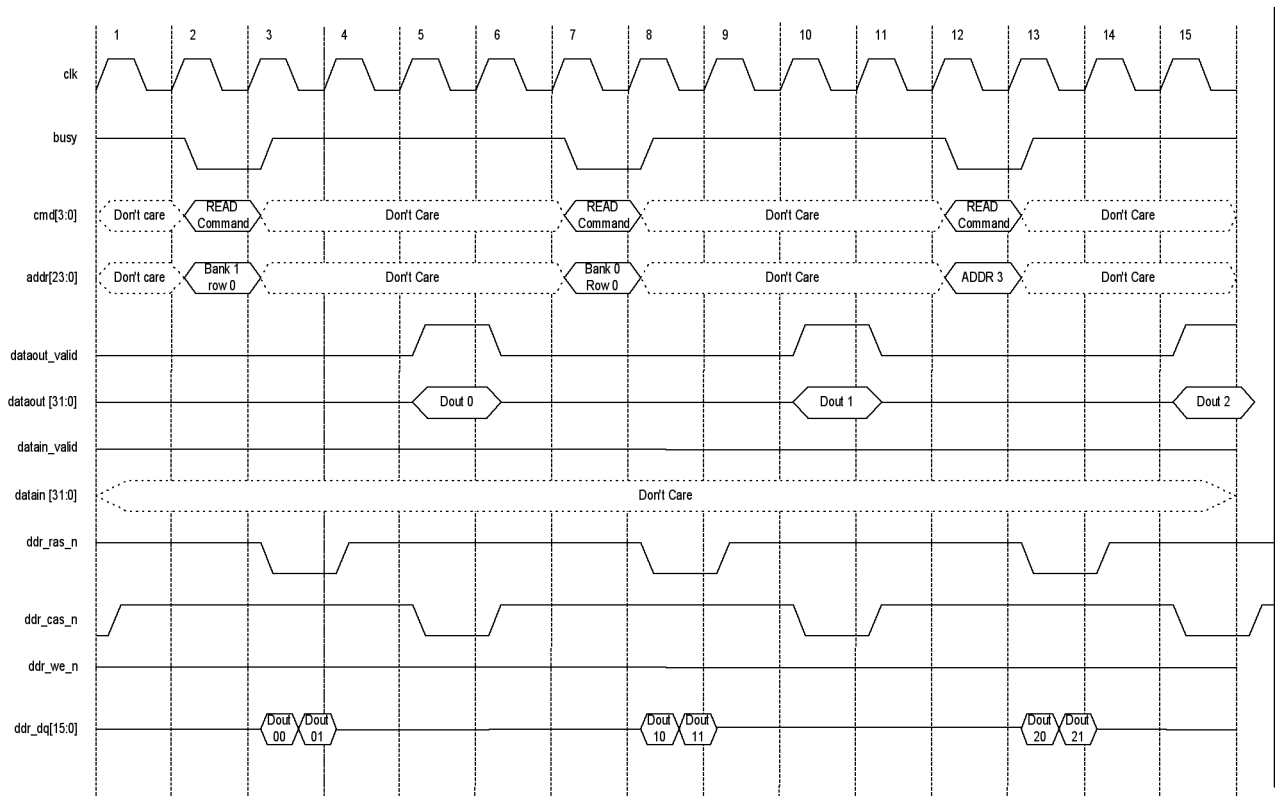 1 2 3 4 5 6 7 8 9 10 11 12 13 14 15
clk
busy
cmd[3:0] Don't care READ Don't Care READ Don't Care READ Don't Care
Command Command Command
addr[23:0] Don't care Bank 1 Don't Care Bank 0 Don't Care ADDR 3 Don't Care
row 0 Row 0
dataout_valid
dataout [31:0] Dout 0 Dout 1 Dout 2
datain_valid
datain [31:0] Don't Care
ddr_ras_n
ddr_cas_n
ddr_we_n
ddr_dq[15:0] Dout Dout Dout Dout Dout Dout
00 01 10 11 20 21